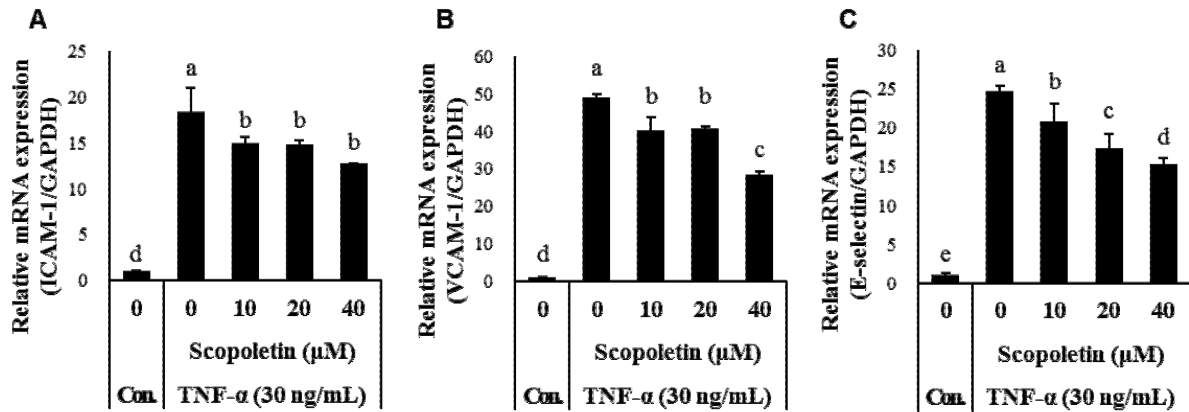 A
Relative mRNA expression
(ICAM-1/GAPDH)
25
20
15
10
5
0
d
a
b
b
b
0
0
10
20
40
Scopoletin (μM)
Con.
TNF-α (30 ng/mL)
B
Relative mRNA expression
(VCAM-1/GAPDH)
60
50
40
30
20
10
0
d
a
b
b
c
0
0
10
20
40
Scopoletin (μM)
Con.
TNF-α (30 ng/mL)
C
Relative mRNA expression
(E-selectin/GAPDH)
30
25
20
15
10
5
0
e
a
b
c
d
0
0
10
20
40
Scopoletin (μM)
Con.
TNF-α (30 ng/mL)